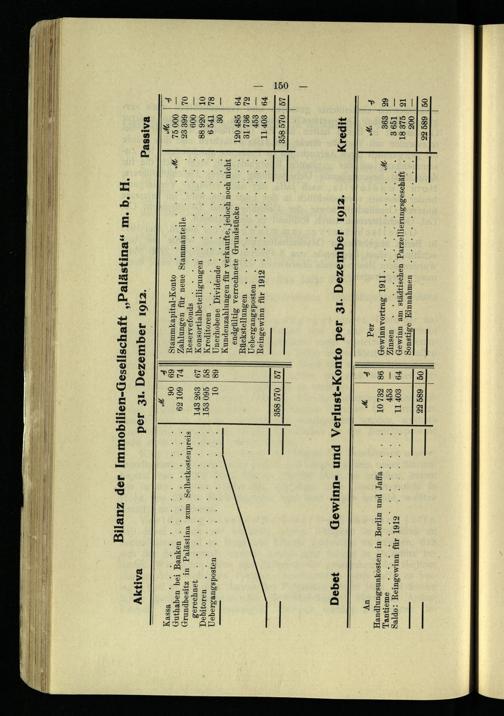 — 150 —
Bilanz der Immobilien-Gesellschaft „Palästina" m. b. H.
per 31. Dezember 1912.
Aktiva
Passiva
ℳ ₰
Kassa . . . . . 90 69
Guthaben bei Banken . . . . . 62 109 74
Grundbesitz in Palästina zum Selbstkostenpreis
gerechnet . . . . . 143 263 67
Debitoren . . . . . 153 095 58
Uebergangsposten . . . . . 10 89
358 570 57
ℳ ₰
Stammkapital-Konto . . . . . ℳ 75 000 —
Zahlungen für neue Stammanteile . . . . . 23 399 70
Reservefonds . . . . . 600 —
Konsortialbeteiligungen . . . . . 88 920 10
Kreditoren . . . . . 6 541 78
Unerhobene Dividende . . . . . 30 —
Kundenzahlungen für verkaufte, jedoch noch nicht
endgültig verrechnete Grundstücke . . . . . 120 485 64
Rückstellungen . . . . . 31 736 72
Uebergangsposten . . . . . 453 —
Reingewinn für 1912 . . . . . 11 403 64
358 570 57
Debet
Gewinn- und Verlust-Konto per 31. Dezember 1912.
Kredit
An
ℳ ₰
Handlungsunkosten in Berlin und Jaffa . . . . . 10 732 86
Tantieme . . . . . 453 —
Saldo: Reingewinn für 1912 . . . . . 11 403 64
22 589 50
Per
ℳ ₰
Gewinnvortrag 1911 . . . . . ℳ 363 29
Zinsen . . . . . 3 651 —
Gewinn am städtischen Parzellierungsgeschäft . . 18 375 21
Sonstige Einnahmen . . . . . 200 —
22 589 50